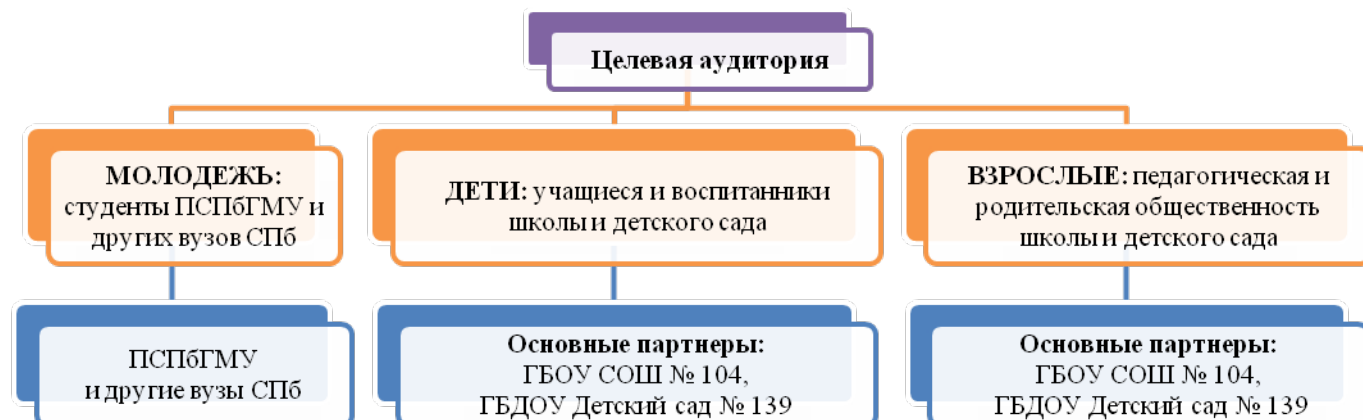 Целевая аудитория
МОЛОДЕЖЬ:
студенты ПСПбГМУ и
других вузов СПб
ДЕТИ: учащиеся и воспитанники
школы и детского сада
ВЗРОСЛЫЕ: педагогическая и
родительская общественность
школы и детского сада
ПСПбГМУ
и другие вузы СПб
Основные партнеры:
ГБОУ СОШ № 104,
ГБДОУ Детский сад № 139
Основные партнеры:
ГБОУ СОШ № 104,
ГБДОУ Детский сад № 139